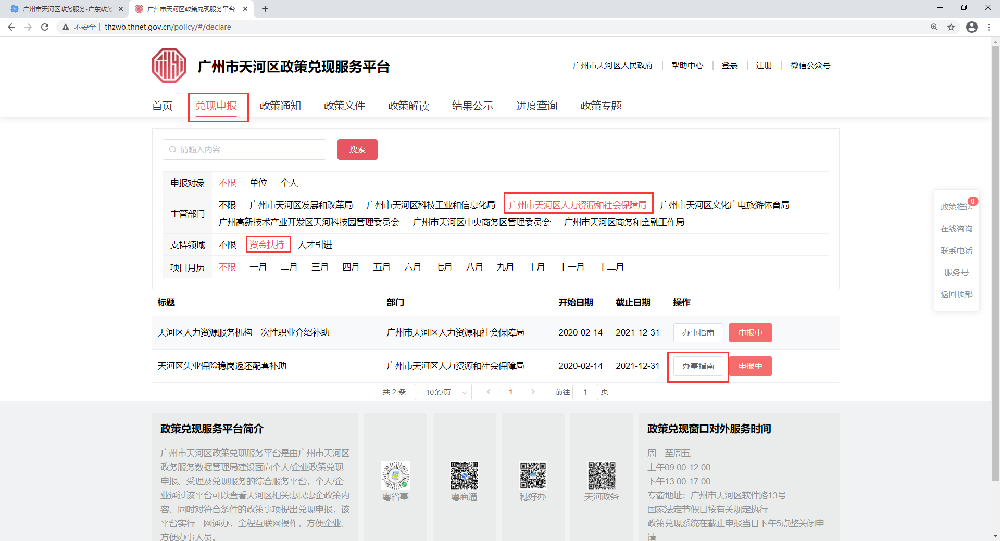 广州市天河区政务服务-广东政务
广州市天河区政策兑现服务平台
不安全
thzwb.thnet.gov.cn/policy/#/declare
广州市天河区政策兑现服务平台
广州市天河区人民政府
帮助中心
登录
注册
微信公众号
首页
兑现申报
政策通知
政策文件
政策解读
结果公示
进度查询
政策专题
请输入内容
搜索
申报对象 不限 单位 个人
主管部门
不限 广州市天河区发展和改革局 广州市天河区科技工业和信息化局 广州市天河区人力资源和社会保障局 广州市天河区文化广电旅游体育局
广州高新技术产业开发区天河科技园管理委员会 广州市天河区中央商务区管理委员会 广州市天河区商务和金融工作局
支持领域 不限 资金扶持 人才引进
项目月历 不限 一月 二月 三月 四月 五月 六月 七月 八月 九月 十月 十一月 十二月
标题 部门 开始日期 截止日期 操作
天河区人力资源服务机构一次性职业介绍补助 广州市天河区人力资源和社会保障局 2020-02-14 2021-12-31 办事指南 申报中
天河区失业保险稳岗返还配套补助 广州市天河区人力资源和社会保障局 2020-02-14 2021-12-31 办事指南 申报中
共 2 条 10条/页 1 前往 1 页
政策推送
0
在线咨询
联系电话
服务号
返回顶部
政策兑现服务平台简介
广州市天河区政策兑现服务平台是由广州市天河区
政务服务数据管理局建设面向个人/企业政策兑现
申报、受理及兑现服务的综合服务平台，个人/企
业通过该平台可以查看天河区相关惠民惠企政策内
容、同时对符合条件的政策事项提出兑现申报，该
平台实行一网通办，全程互联网操作，方便企业、
方便办事人员。
粤省事
粤商通
穗好办
天河政务
政策兑现窗口对外服务时间
周一至周五
上午09:00-12:00
下午13:00-17:00
专窗地址：广州市天河区软件路13号
国家法定节假日按有关规定执行
政策兑现系统在截止申报当日下午5点整关闭申
请